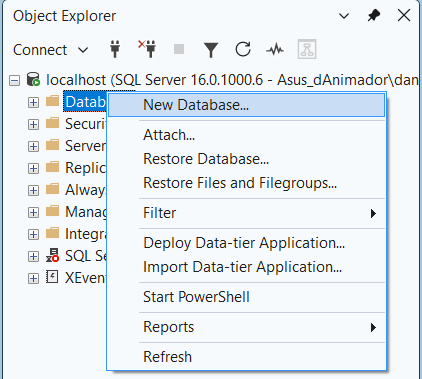 Object Explorer
Connect
localhost (SQL Server 16.0.1000.6 - Asus_dAnimador\dan
Datab
New Database...
Securi
Attach...
Server
Restore Database...
Replic
Restore Files and Filegroups...
Always
Manag
Filter
Integra
Deploy Data-tier Application...
SQL Se
Import Data-tier Application...
XEvent
Start PowerShell
Reports
Refresh